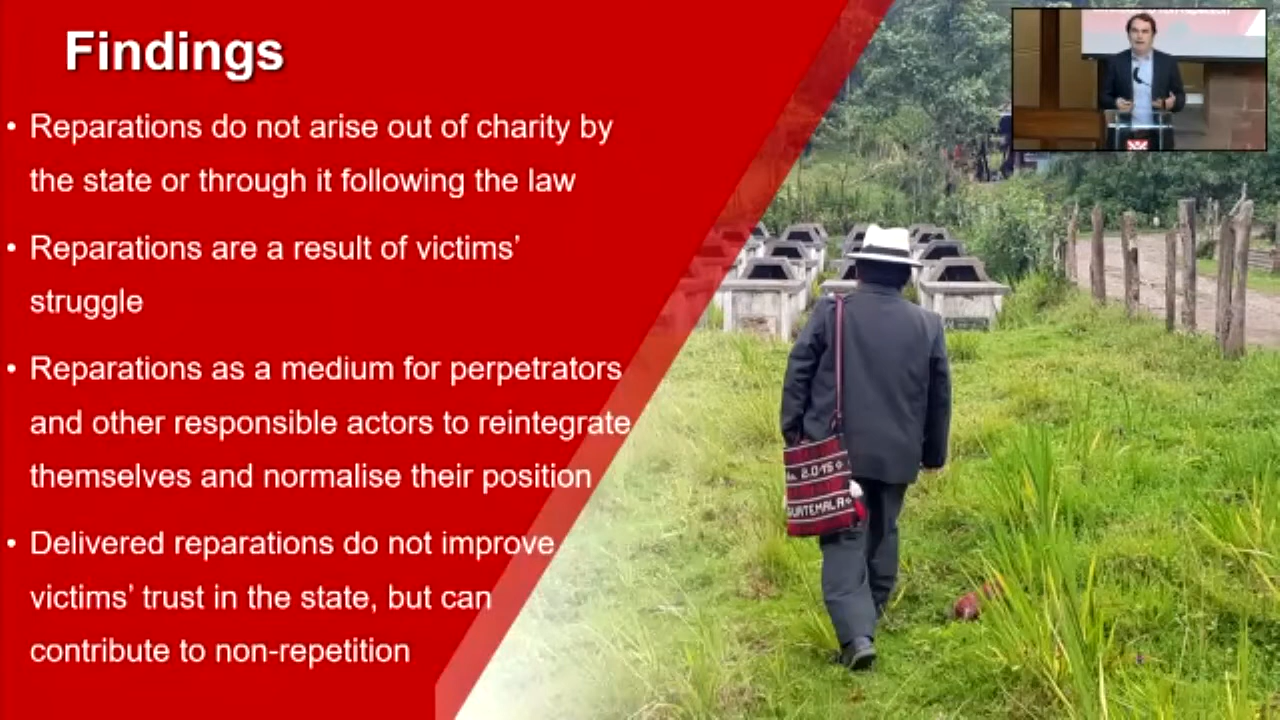 Findings
• Reparations do not arise out of charity by
the state or through it following the law
• Reparations are a result of victims’
struggle
• Reparations as a medium for perpetrators
and other responsible actors to reintegrate
themselves and normalise their position
• Delivered reparations do not improve
victims’ trust in the state, but can
contribute to non-repetition
2.015
GUATEMALA